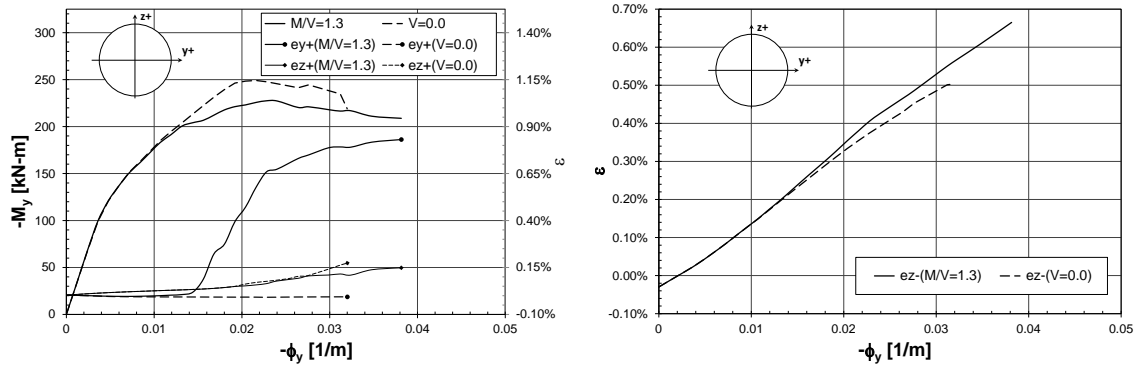 z+
y+
M/V=1.3 V=0.0
ey+(M/V=1.3) ey+(V=0.0)
ez+(M/V=1.3) ez+(V=0.0)
300
250
200
150
100
50
0
-My [kN-m]
1.40%
1.15%
0.90%
0.65%
0.40%
0.15%
-0.10%
ε
0 0.01 0.02 0.03 0.04 0.05
-ϕy [1/m]
0.70%
0.60%
0.50%
0.40%
0.30%
0.20%
0.10%
0.00%
-0.10%
ε
z+
y+
ez-(M/V=1.3) ez-(V=0.0)
0 0.01 0.02 0.03 0.04 0.05
-ϕy [1/m]